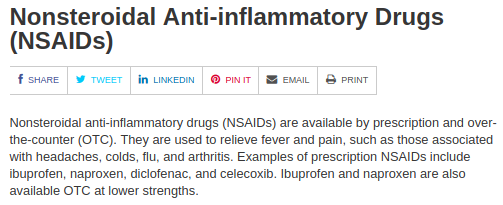 Nonsteroidal Anti-inflammatory Drugs
(NSAIDs)
SHARE TWEET LINKEDIN PIN IT EMAIL PRINT
Nonsteroidal anti-inflammatory drugs (NSAIDs) are available by prescription and over-
the-counter (OTC). They are used to relieve fever and pain, such as those associated
with headaches, colds, flu, and arthritis. Examples of prescription NSAIDs include
ibuprofen, naproxen, diclofenac, and celecoxib. Ibuprofen and naproxen are also
available OTC at lower strengths.